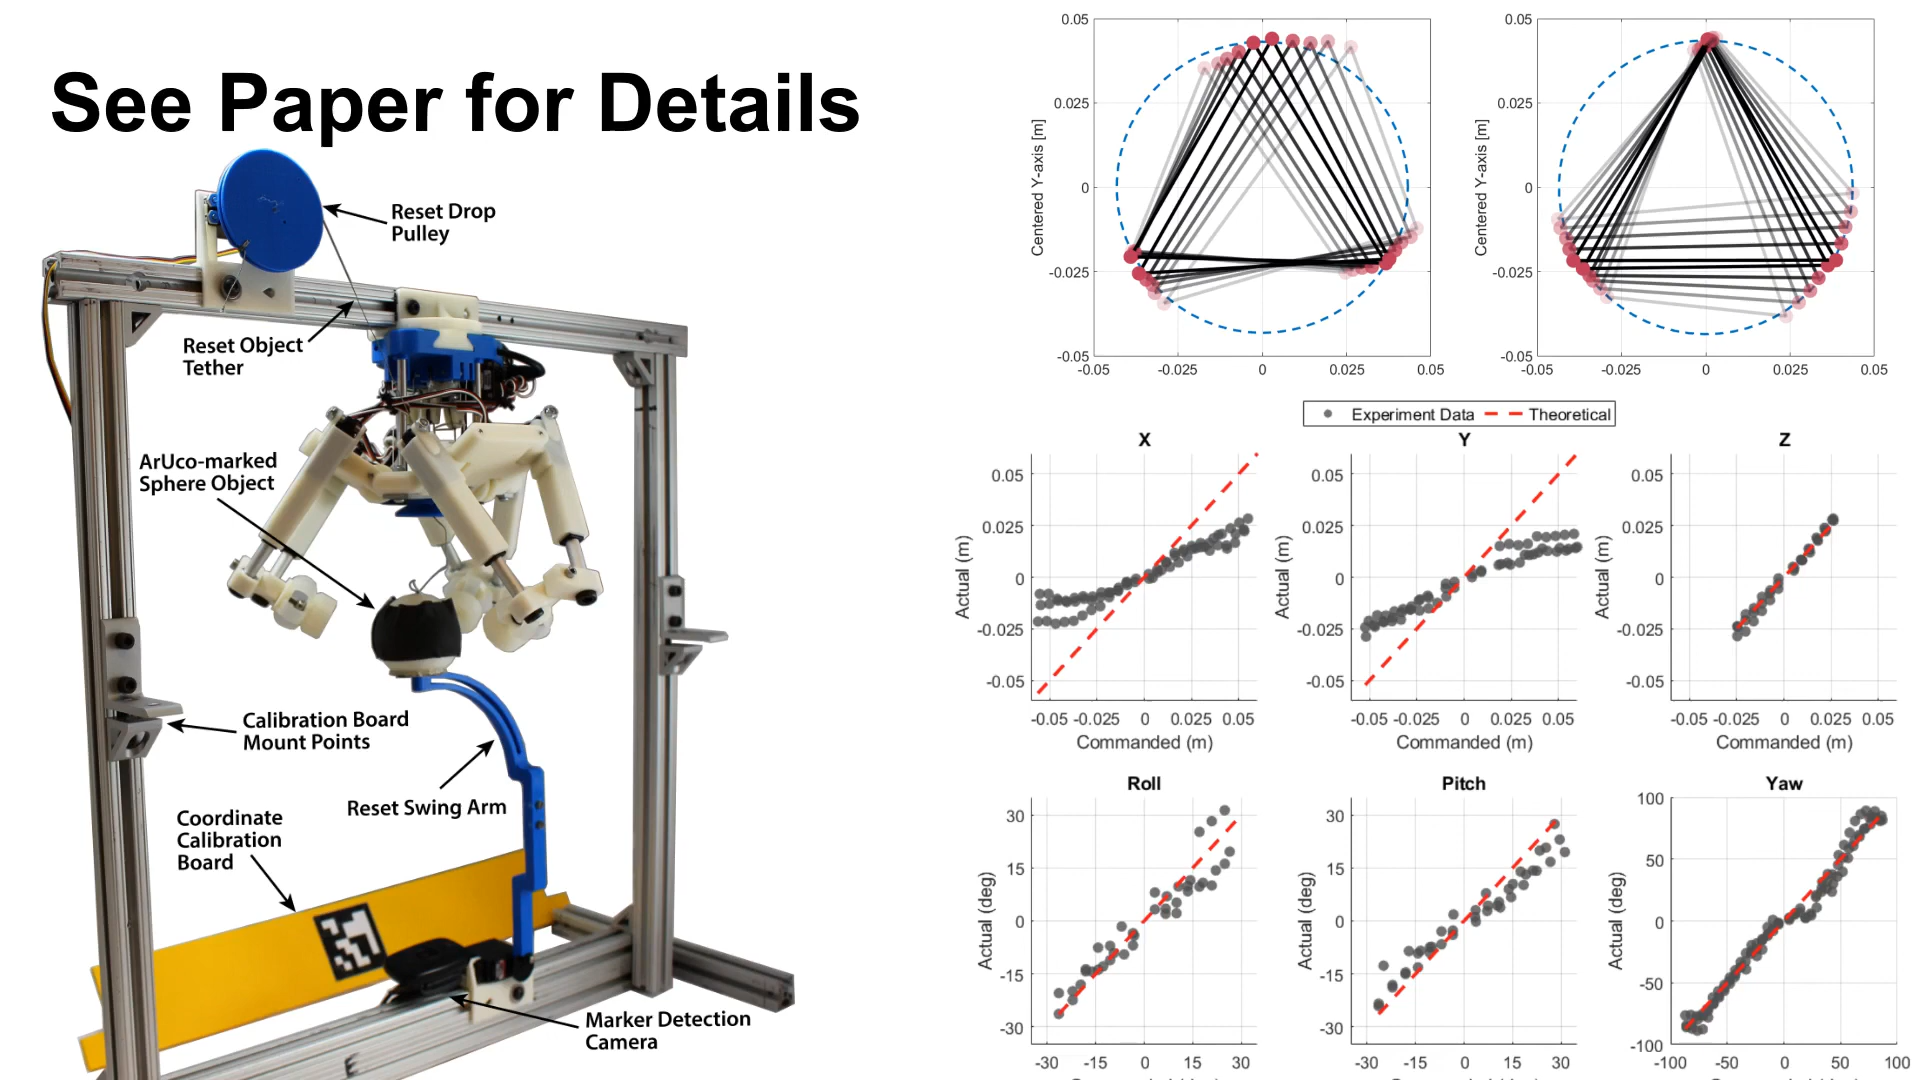 See Paper for Details
Reset Drop
Pulley
Reset Object
Tether
ArUco-marked
Sphere Object
Calibration Board
Mount Points
Reset Swing Arm
Coordinate
Calibration
Board
Marker Detection
Camera
0.05
0.025
0
-0.025
-0.05
Centered Y-axis [m]
-0.05 -0.025 0 0.025 0.05
0.05
0.025
0
-0.025
-0.05
Centered Y-axis [m]
-0.05 -0.025 0 0.025 0.05
Experiment Data Theoretical
X
0.05
0.025
0
-0.025
-0.05
Actual (m)
-0.05 -0.025 0 0.025 0.05
Commanded (m)
Y
0.05
0.025
0
-0.025
-0.05
Actual (m)
-0.05 -0.025 0 0.025 0.05
Commanded (m)
Z
0.05
0.025
0
-0.025
-0.05
Actual (m)
-0.05 -0.025 0 0.025 0.05
Commanded (m)
Roll
30
15
0
-15
-30
Actual (deg)
-30 -15 0 15 30
Pitch
30
15
0
-15
-30
Actual (deg)
-30 -15 0 15 30
Yaw
100
50
0
-50
-100
Actual (deg)
-100 -50 0 50 100